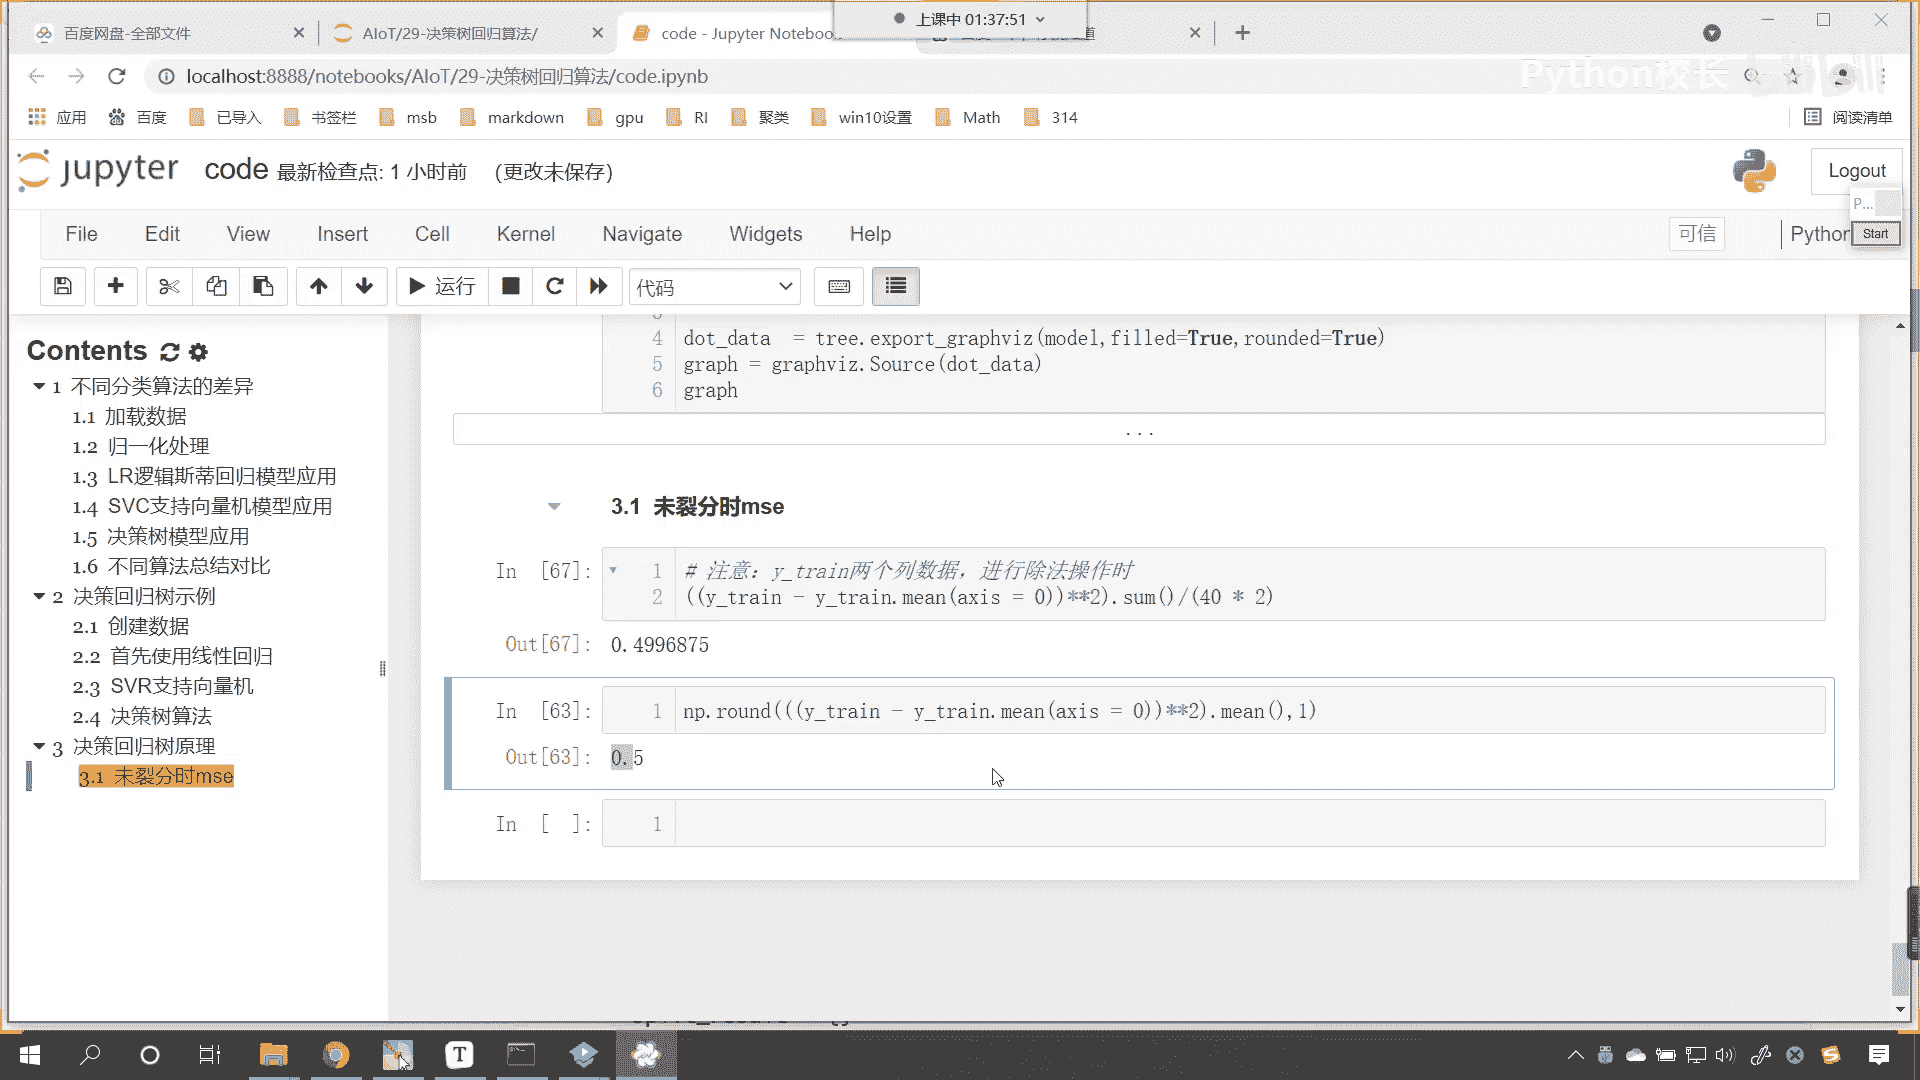 上课中 01:37:51
百度网盘-全部文件
AIoT/29-决策树回归算法/
code - Jupyter Noteboo
localhost:8888/notebooks/AIoT/29-决策树回归算法/code.ipynb
Python校长
应用 百度 已导入 书签栏 msb markdown gpu RI 聚类 win10设置 Math 314 阅读清单
jupyter code 最新检查点: 1 小时前 (更改未保存)
Logout
P...
Start
File Edit View Insert Cell Kernel Navigate Widgets Help 可信 Python
运行 代码
Contents
1 不同分类算法的差异
1.1 加载数据
1.2 归一化处理
1.3 LR逻辑斯蒂回归模型应用
1.4 SVC支持向量机模型应用
1.5 决策树模型应用
1.6 不同算法总结对比
2 决策回归树示例
2.1 创建数据
2.2 首先使用线性回归
2.3 SVR支持向量机
2.4 决策树算法
3 决策回归树原理
3.1 未裂分时mse
4 dot_data = tree.export_graphviz(model,filled=True,rounded=True)
5 graph = graphviz.Source(dot_data)
6 graph
...
3.1 未裂分时mse
In [67]: 1 # 注意：y_train两个列数据，进行除法操作时
2 ((y_train - y_train.mean(axis = 0))**2).sum()/(40 * 2)
Out[67]: 0.4996875
In [63]: 1 np.round(((y_train - y_train.mean(axis = 0))**2).mean(),1)
Out[63]: 0.5
In [ ]: 1